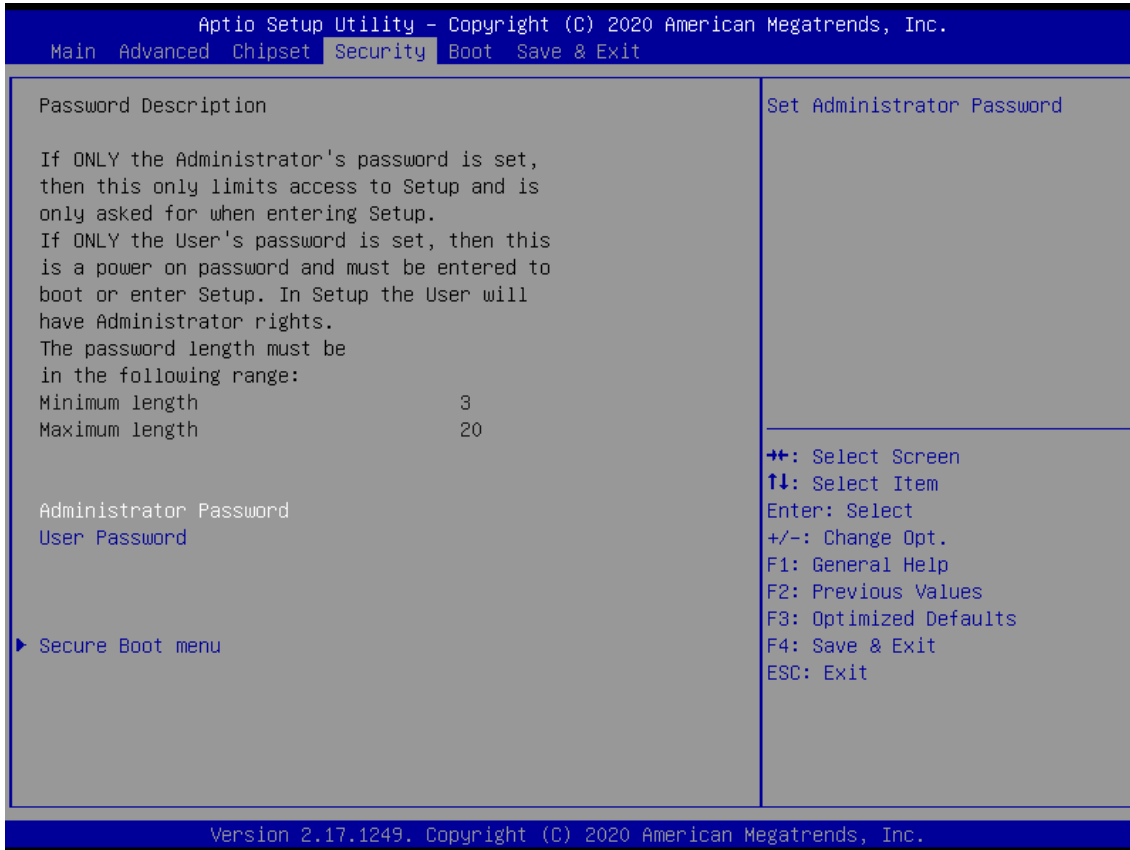 Aptio Setup Utility – Copyright (C) 2020 American Megatrends, Inc.
Main Advanced Chipset Security Boot Save & Exit
Password Description
If ONLY the Administrator's password is set,
then this only limits access to Setup and is
only asked for when entering Setup.
If ONLY the User's password is set, then this
is a power on password and must be entered to
boot or enter Setup. In Setup the User will
have Administrator rights.
The password length must be
in the following range:
Minimum length 3
Maximum length 20
Administrator Password
User Password
▶ Secure Boot menu
Set Administrator Password
→←: Select Screen
↑↓: Select Item
Enter: Select
+/-: Change Opt.
F1: General Help
F2: Previous Values
F3: Optimized Defaults
F4: Save & Exit
ESC: Exit
Version 2.17.1249. Copyright (C) 2020 American Megatrends, Inc.